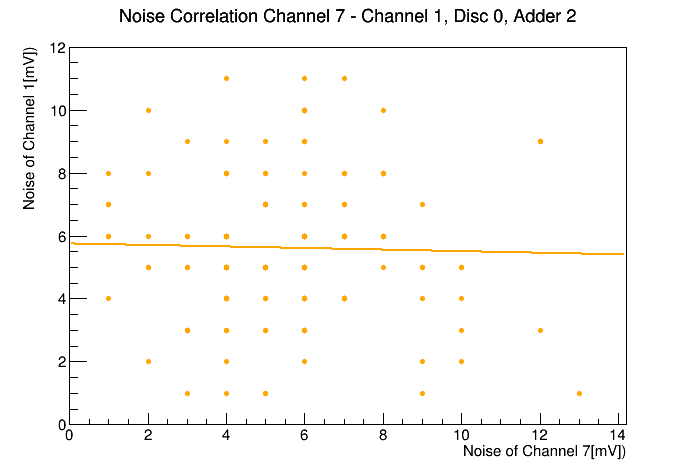 Noise Correlation Channel 7 - Channel 1, Disc 0, Adder 2
Noise of Channel 1[mV])
12
10
8
6
4
2
0
0 2 4 6 8 10 12 14
Noise of Channel 7[mV])